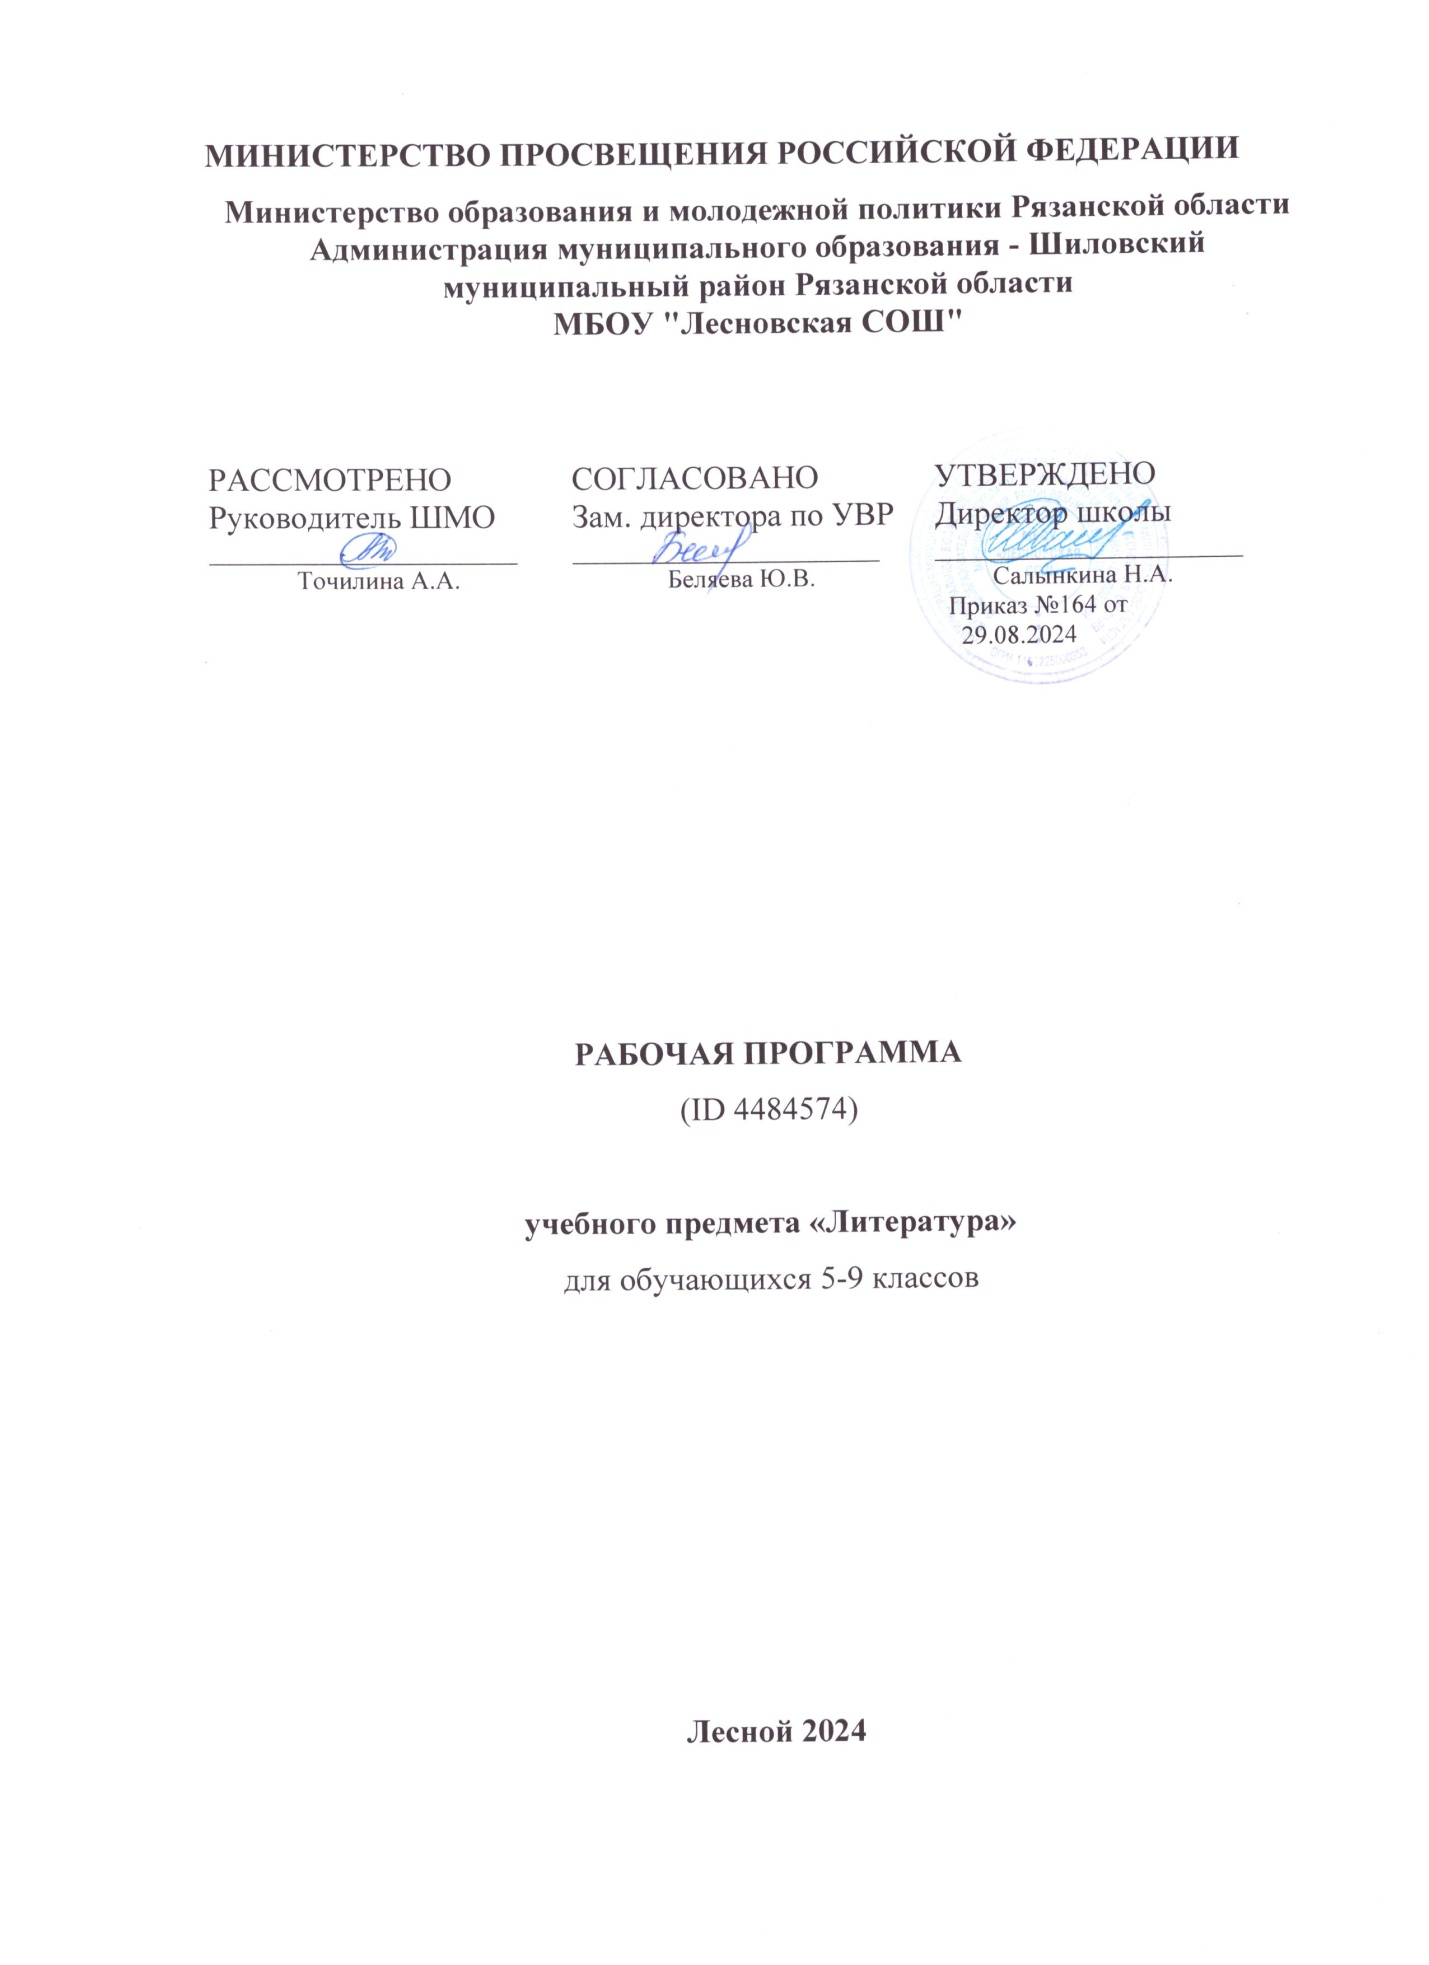 МИНИСТЕРСТВО ПРОСВЕЩЕНИЯ РОССИЙСКОЙ ФЕДЕРАЦИИ
Министерство образования и молодежной политики Рязанской области
Администрация муниципального образования - Шиловский
муниципальный район Рязанской области
МБОУ "Лесновская СОШ"
РАССМОТРЕНО
Руководитель ШМО
Точилина А.А.
СОГЛАСОВАНО
Зам. директора по УВР
Беляева Ю.В.
УТВЕРЖДЕНО
Директор школы
Салынкина Н.А.
Приказ №164 от
29.08.2024
РАБОЧАЯ ПРОГРАММА
(ID 4484574)
учебного предмета «Литература»
для обучающихся 5-9 классов
Лесной 2024